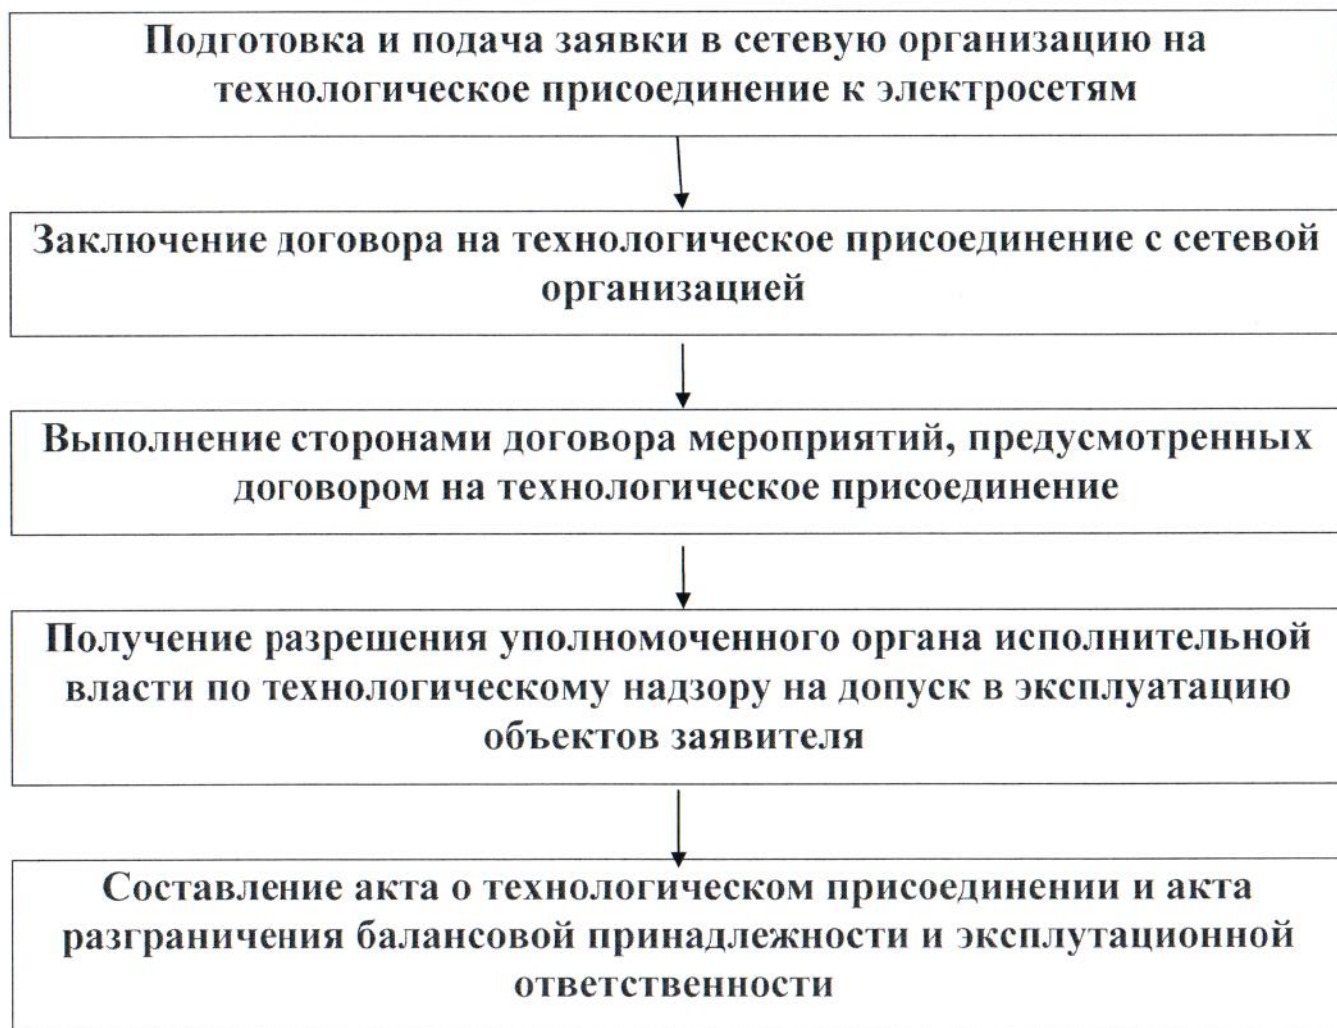 Подготовка и подача заявки в сетевую организацию на
технологическое присоединение к электросетям
Заключение договора на технологическое присоединение с сетевой
организацией
Выполнение сторонами договора мероприятий, предусмотренных
договором на технологическое присоединение
Получение разрешения уполномоченного органа исполнительной
власти по технологическому надзору на допуск в эксплуатацию
объектов заявителя
Составление акта о технологическом присоединении и акта
разграничения балансовой принадлежности и эксплутационной
ответственности